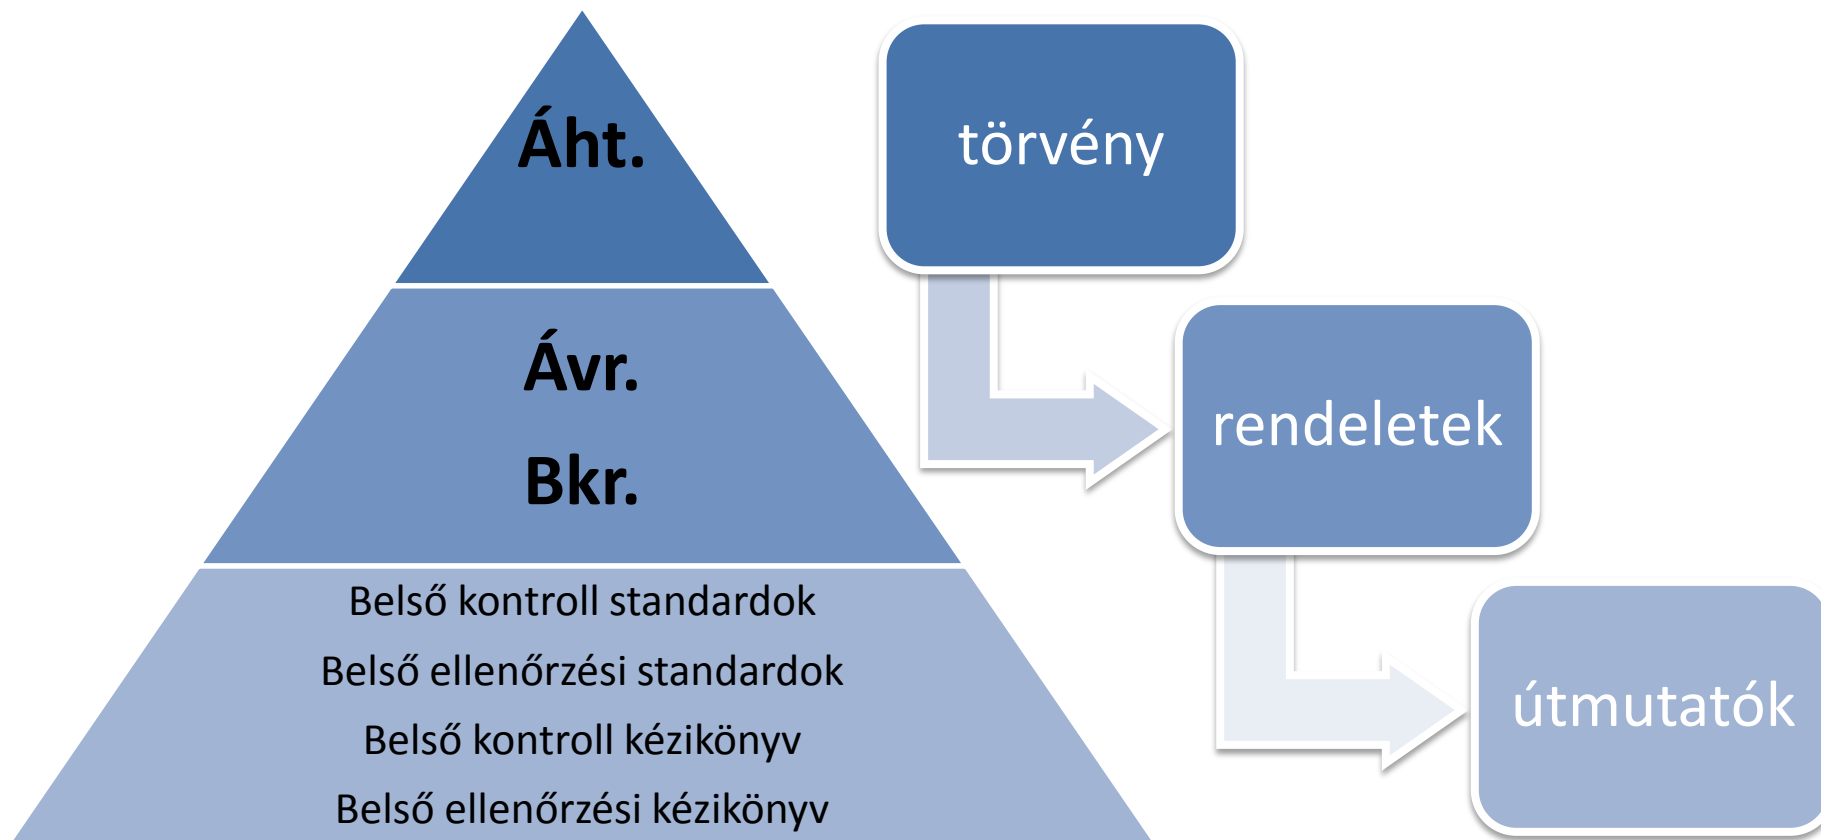 Áht.
törvény
Ávr.
Bkr.
rendeletek
Belső kontroll standardok
Belső ellenőrzési standardok
Belső kontroll kézikönyv
Belső ellenőrzési kézikönyv
útmutatók